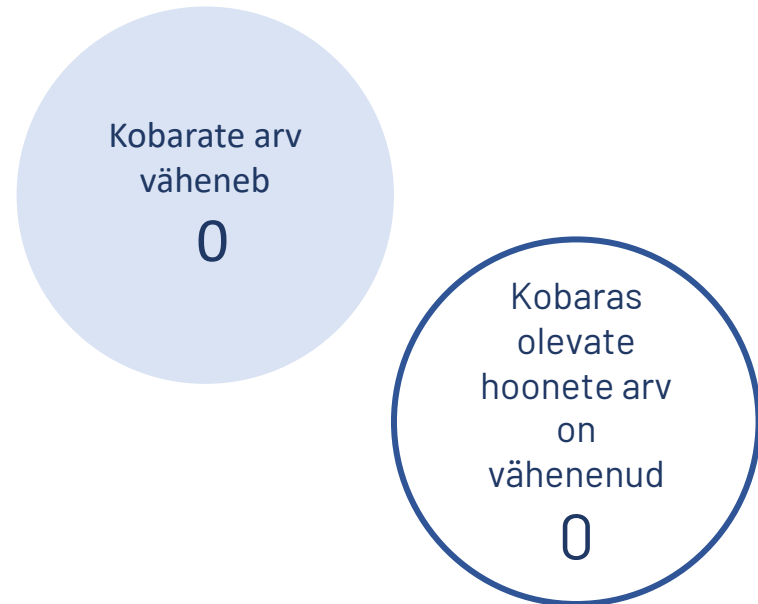 Kobarate arv
väheneb
0
Kobaras
olevate
hoonete arv
on
vähenenud
0